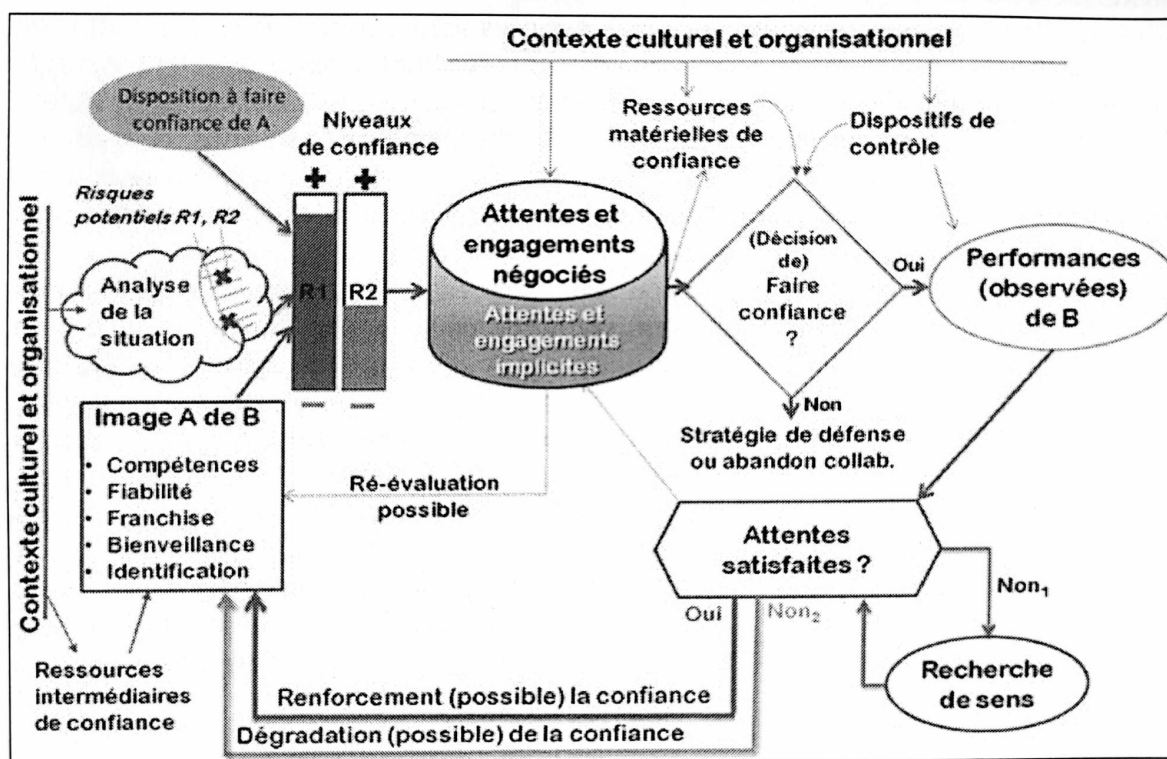 Contexte culturel et organisationnel
Disposition à faire
confiance de A
Niveaux
de confiance
Ressources
matérielles de
confiance
Dispositifs de
contrôle
Risques
potentiels R1, R2
Analyse
de la
situation
R1
R2
Attentes et
engagements
négociés
Attentes et
engagements
implicites
(Décision
de)
Faire
confiance
?
Oui
Performances
(observées)
de B
Non
Stratégie de défense
ou abandon collab.
Contexte culturel et organisationnel
Image A de B
• Compétences
• Fiabilité
• Franchise
• Bienveillance
• Identification
Ré-évaluation
possible
Attentes
satisfaites ?
Oui
Non₂
Non₁
Recherche
de sens
Ressources
intermédiaires
de confiance
Renforcement (possible) la confiance
Dégradation (possible) de la confiance